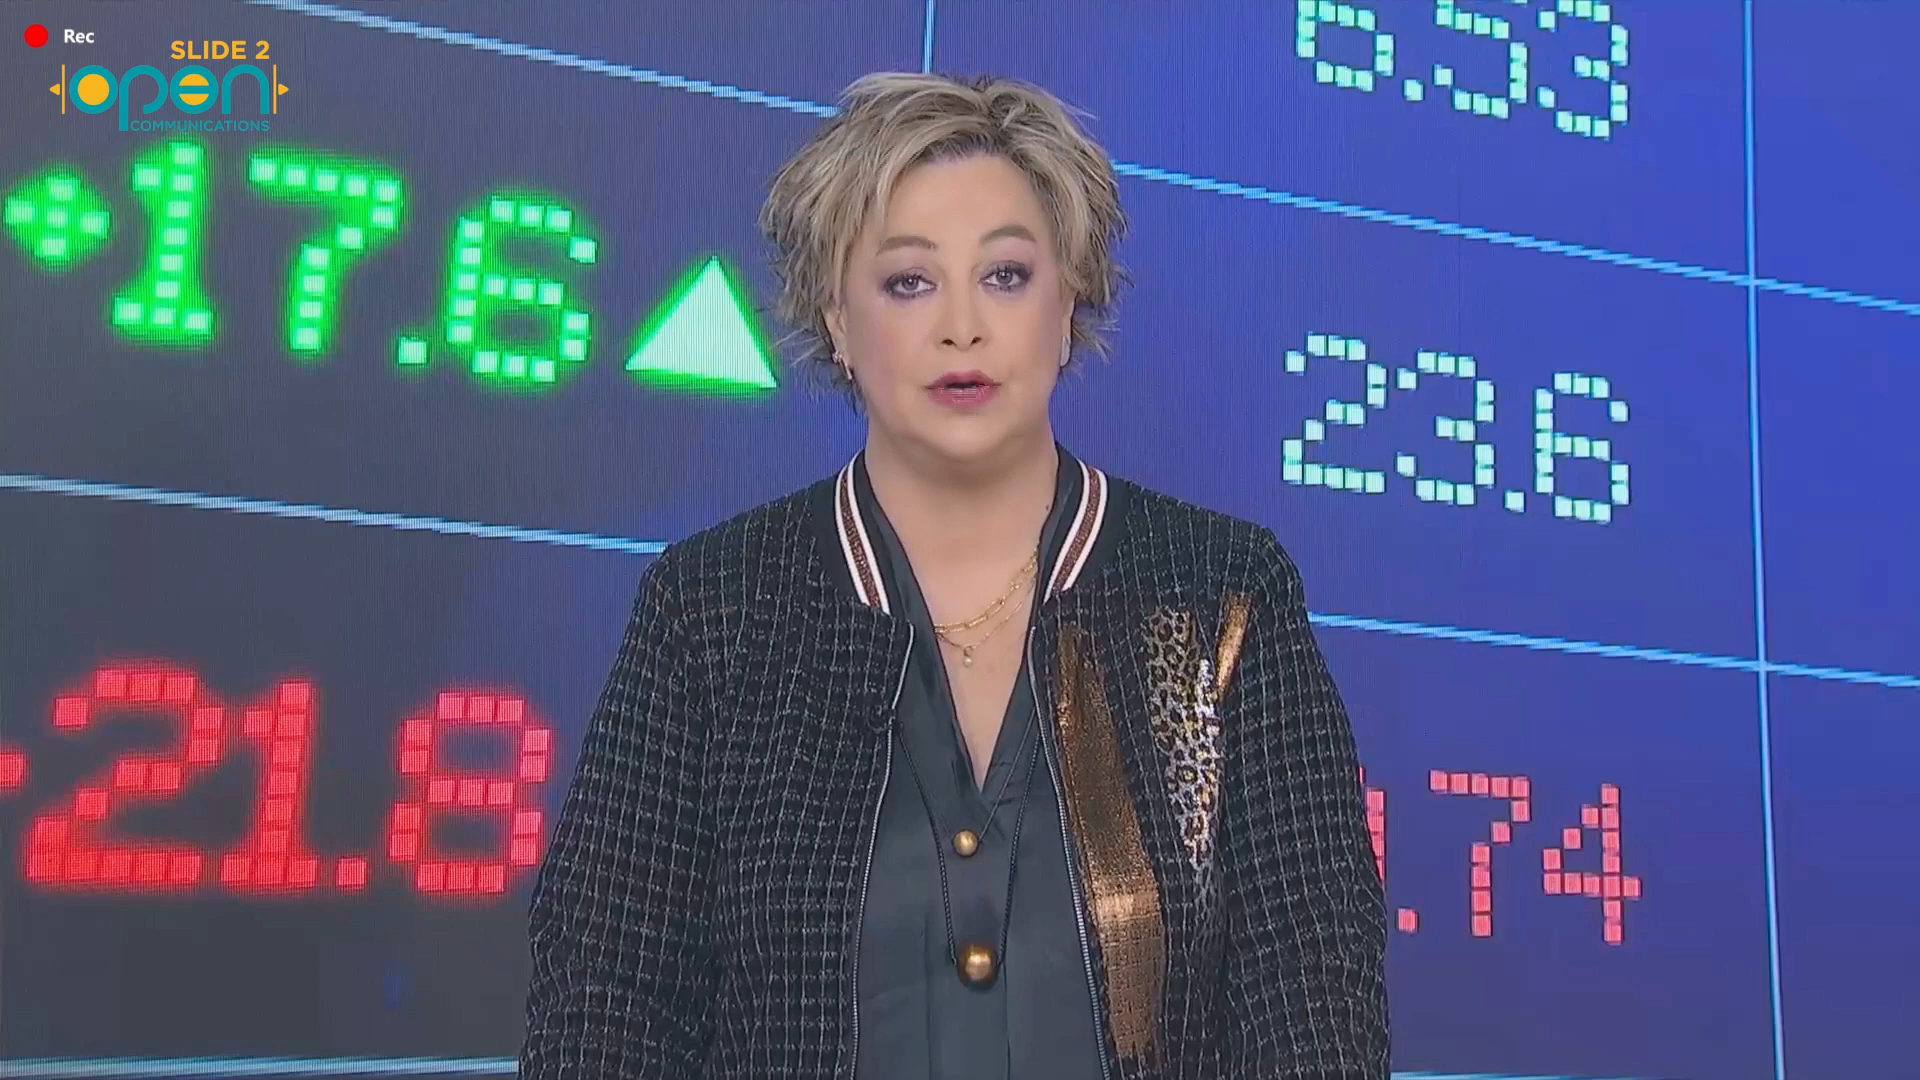 Rec
SLIDE 2
open
COMMUNICATIONS
6.53
+17.6▲
23.6
-21.8
.74